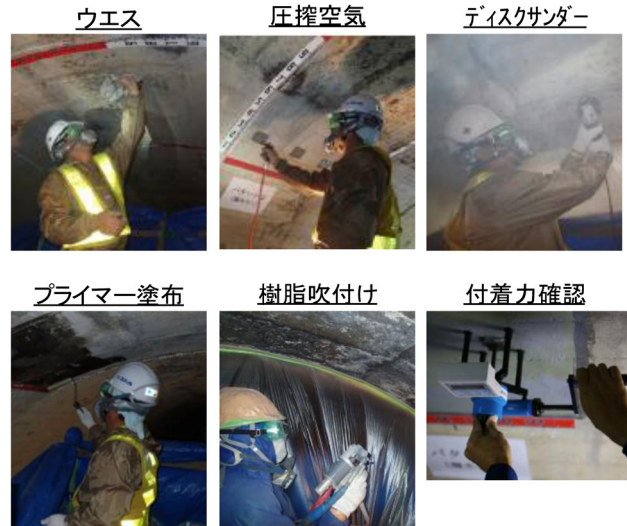 ウエス
圧搾空気
ディスクサンダー
プライマー塗布
樹脂吹付け
付着力確認